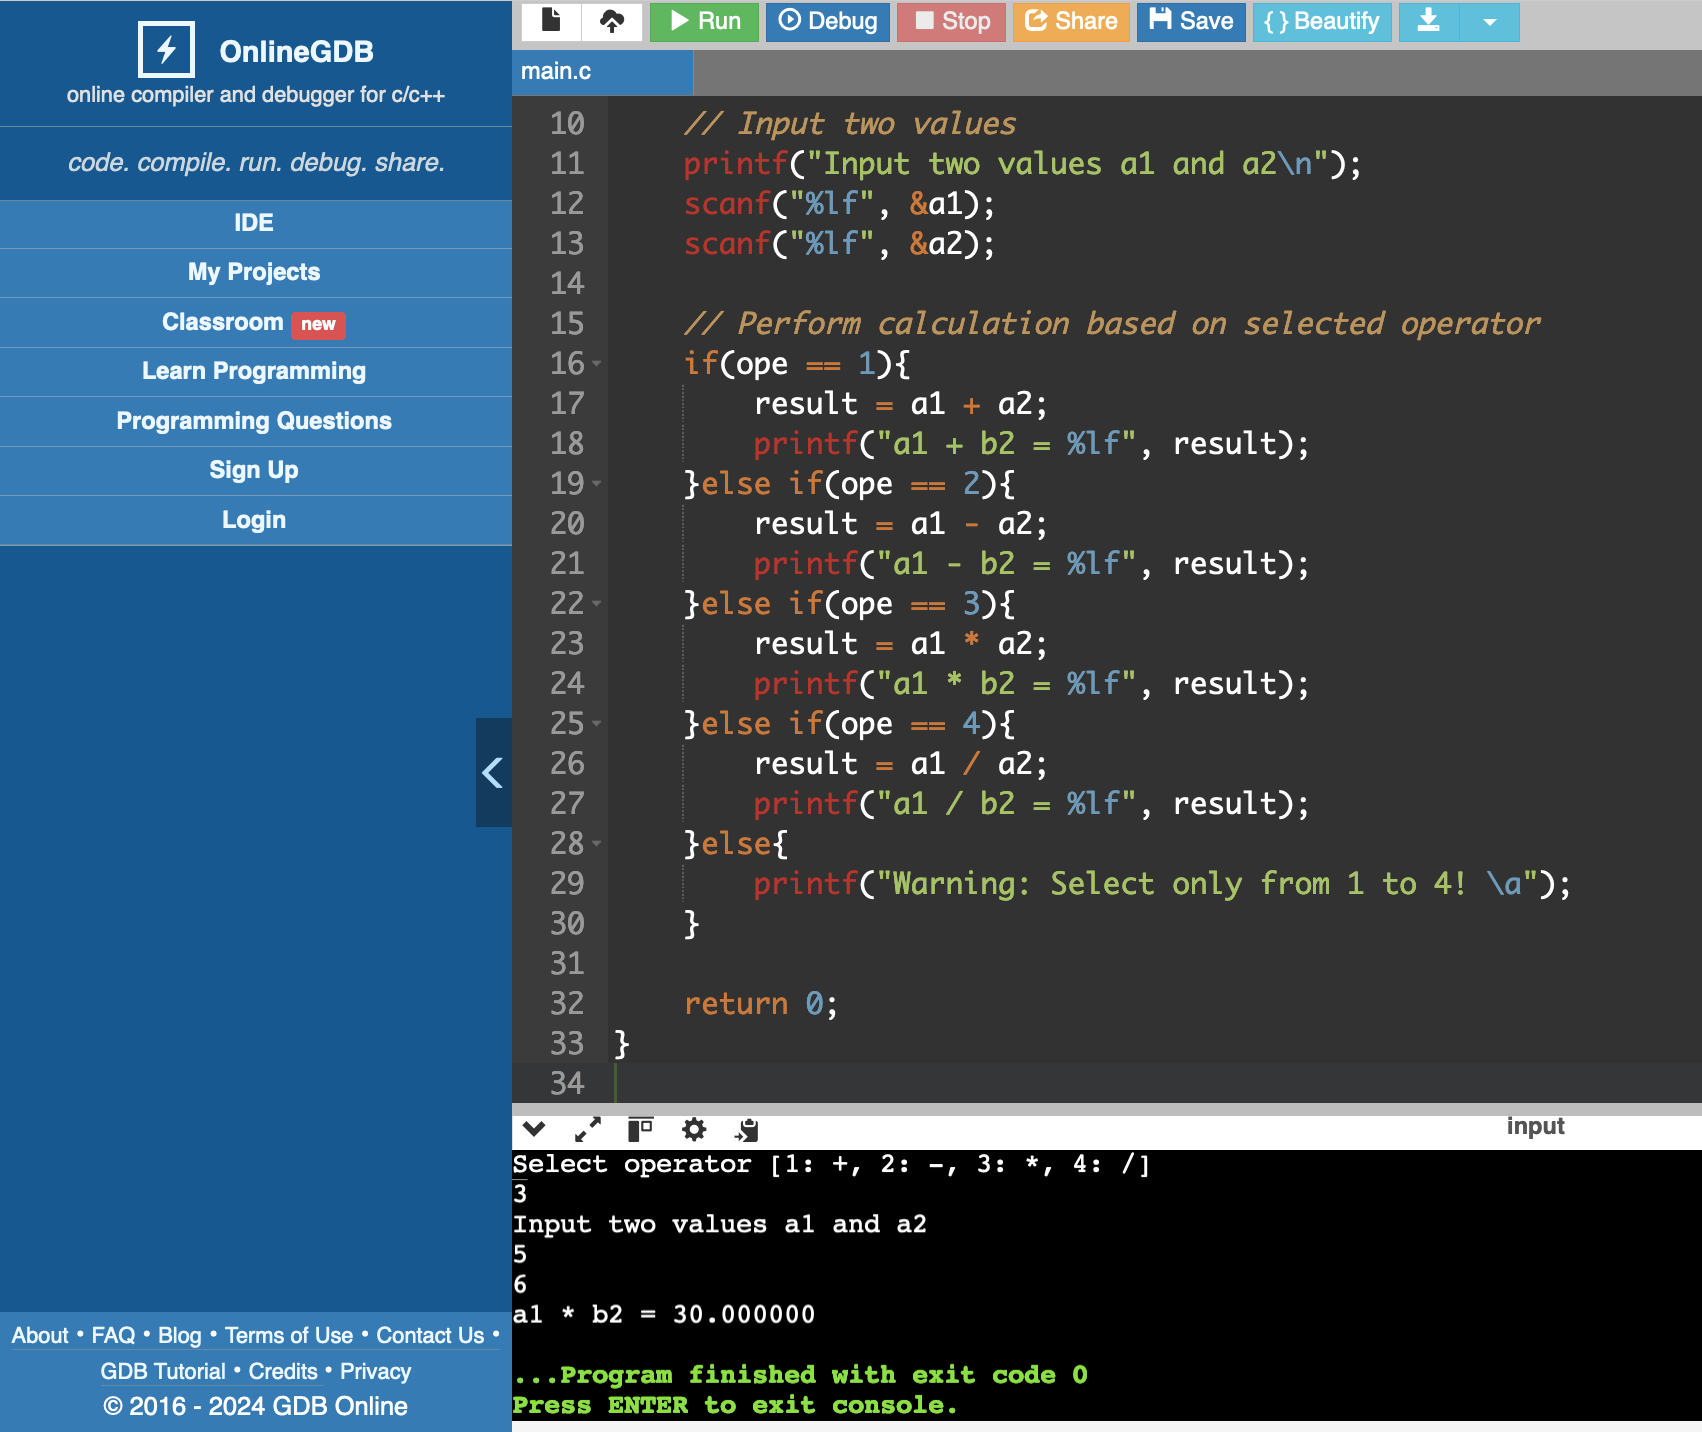 OnlineGDB
online compiler and debugger for c/c++
code. compile. run. debug. share.
IDE
My Projects
Classroom new
Learn Programming
Programming Questions
Sign Up
Login
About • FAQ • Blog • Terms of Use • Contact Us •
GDB Tutorial • Credits • Privacy
© 2016 - 2024 GDB Online
Run Debug Stop Share Save { } Beautify
main.c
10     // Input two values
11     printf("Input two values a1 and a2\n");
12     scanf("%lf", &a1);
13     scanf("%lf", &a2);
14
15     // Perform calculation based on selected operator
16     if(ope == 1){
17         result = a1 + a2;
18         printf("a1 + b2 = %lf", result);
19     }else if(ope == 2){
20         result = a1 - a2;
21         printf("a1 - b2 = %lf", result);
22     }else if(ope == 3){
23         result = a1 * a2;
24         printf("a1 * b2 = %lf", result);
25     }else if(ope == 4){
26         result = a1 / a2;
27         printf("a1 / b2 = %lf", result);
28     }else{
29         printf("Warning: Select only from 1 to 4! \a");
30     }
31
32     return 0;
33 }
34
input
Select operator [1: +, 2: -, 3: *, 4: /]
3
Input two values a1 and a2
5
6
a1 * b2 = 30.000000
...Program finished with exit code 0
Press ENTER to exit console.